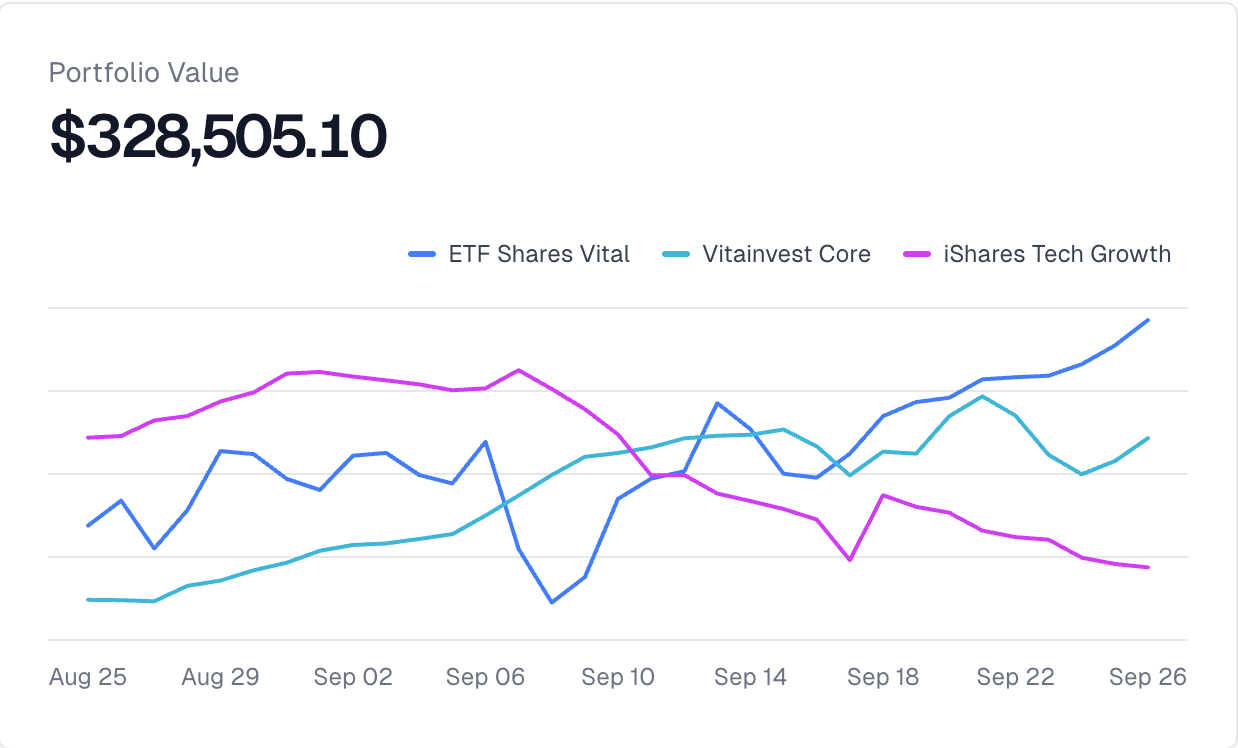 Portfolio Value
$328,505.10
ETF Shares Vital Vitainvest Core iShares Tech Growth
Aug 25 Aug 29 Sep 02 Sep 06 Sep 10 Sep 14 Sep 18 Sep 22 Sep 26